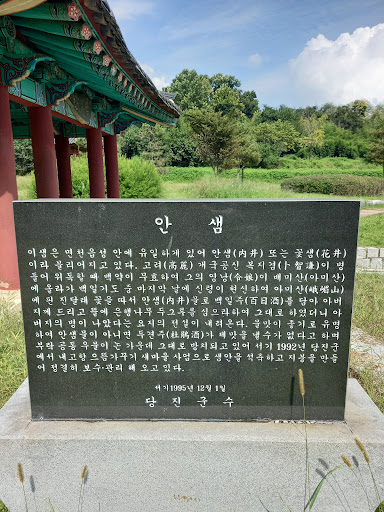 안 샘
이샘은 면천읍성 안에 유일하게 있어 안샘(內井) 또는 꽃샘(花井)
이라 불리어지고 있다. 고려(高麗) 개국공신 복지겸(卜智謙)이 병
들어 위독할 때 백약이 무효하여 그의 영낭(令娘)이 매미산(아미산)
에 올라가 백일기도 중 마지막 날에 신령이 현신하여 아미산(峨嵋山)
에 핀 진달래 꽃을 따서 안샘(內井)물로 백일주(百日酒)를 담아 아버
지께 드리고 뜰에 은행나무 두그루를 심으라하여 그대로 하였더니 아
버지의 병이 나았다는 요지의 전설이 내려온다. 물맛이 좋기로 유명
하며 안샘물이 아니면 두견주(杜鵑酒)가 제맛을 낼수가 없다고 하며
부락 공동 우물이 논 가운데 그대로 방치되고 있어 서기 1992년 당진군
에서 내고향 으뜸가꾸기 새마을 사업으로 샘안을 석축하고 지붕을 만들
어 정결히 보수·관리 해 오고 있다.
서기 1995년 12월 1일
당 진 군 수